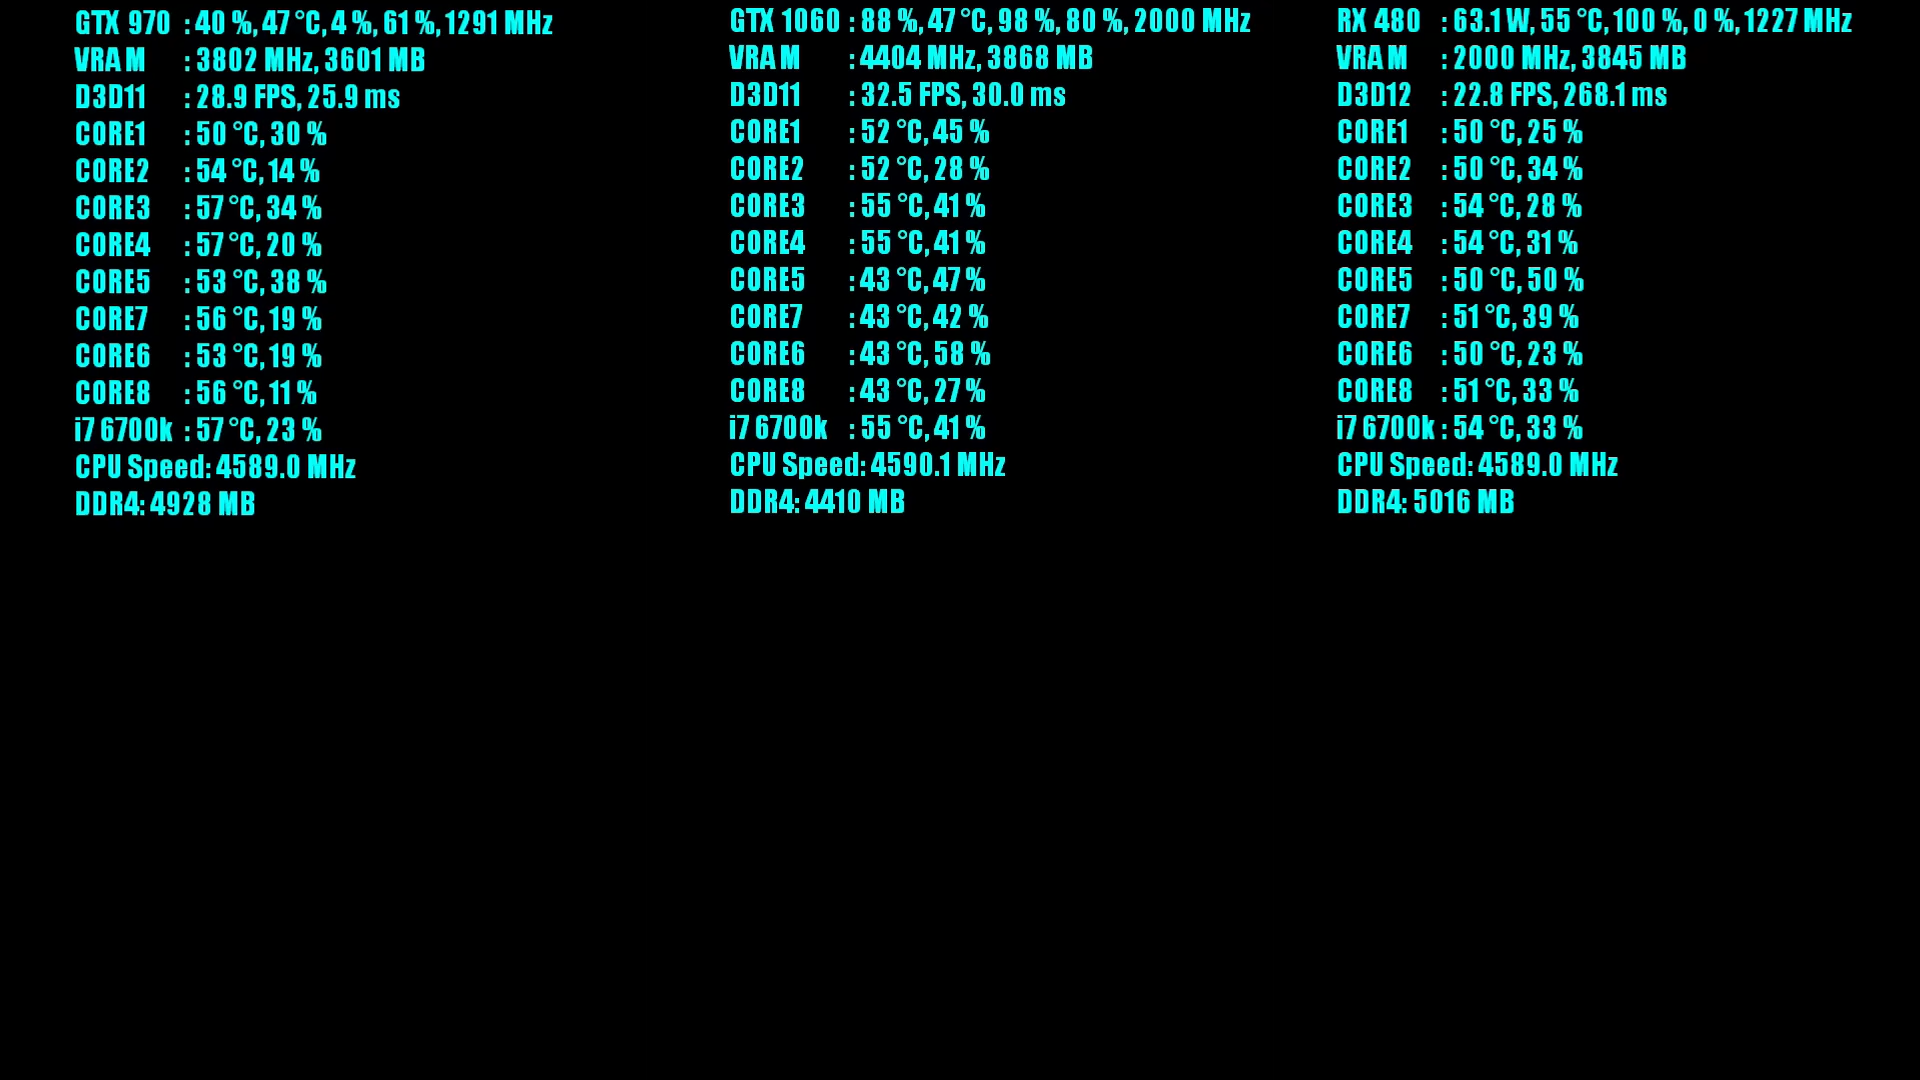 GTX 970 : 40 %, 47 °C, 4 %, 61 %, 1291 MHz
VRAM : 3802 MHz, 3601 MB
D3D11 : 28.9 FPS, 25.9 ms
CORE1 : 50 °C, 30 %
CORE2 : 54 °C, 14 %
CORE3 : 57 °C, 34 %
CORE4 : 57 °C, 20 %
CORE5 : 53 °C, 38 %
CORE7 : 56 °C, 19 %
CORE6 : 53 °C, 19 %
CORE8 : 56 °C, 11 %
i7 6700k : 57 °C, 23 %
CPU Speed: 4589.0 MHz
DDR4: 4928 MB
GTX 1060 : 88 %, 47 °C, 98 %, 80 %, 2000 MHz
VRAM : 4404 MHz, 3868 MB
D3D11 : 32.5 FPS, 30.0 ms
CORE1 : 52 °C, 45 %
CORE2 : 52 °C, 28 %
CORE3 : 55 °C, 41 %
CORE4 : 55 °C, 41 %
CORE5 : 43 °C, 47 %
CORE7 : 43 °C, 42 %
CORE6 : 43 °C, 58 %
CORE8 : 43 °C, 27 %
i7 6700k : 55 °C, 41 %
CPU Speed: 4590.1 MHz
DDR4: 4410 MB
RX 480 : 63.1 W, 55 °C, 100 %, 0 %, 1227 MHz
VRAM : 2000 MHz, 3845 MB
D3D12 : 22.8 FPS, 268.1 ms
CORE1 : 50 °C, 25 %
CORE2 : 50 °C, 34 %
CORE3 : 54 °C, 28 %
CORE4 : 54 °C, 31 %
CORE5 : 50 °C, 50 %
CORE7 : 51 °C, 39 %
CORE6 : 50 °C, 23 %
CORE8 : 51 °C, 33 %
i7 6700k : 54 °C, 33 %
CPU Speed: 4589.0 MHz
DDR4: 5016 MB